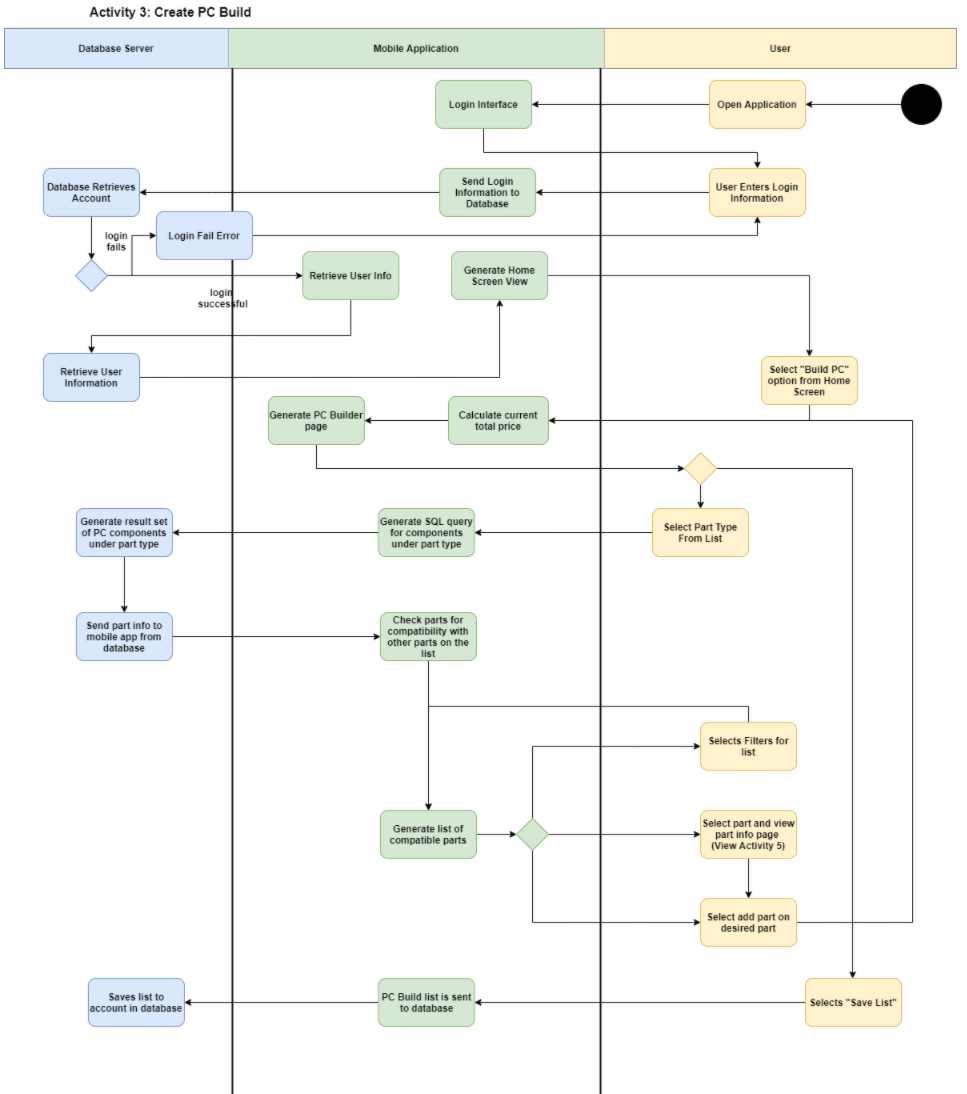 Activity 3: Create PC Build
Database Server
Mobile Application
User
Login Interface
Open Application
Database Retrieves
Account
Send Login
Information to
Database
User Enters Login
Information
login
fails
Login Fail Error
Retrieve User Info
Generate Home
Screen View
login
successful
Retrieve User
Information
Select "Build PC"
option from Home
Screen
Generate PC Builder
page
Calculate current
total price
Generate result set
of PC components
under part type
Generate SQL query
for components
under part type
Select Part Type
From List
Send part info to
mobile app from
database
Check parts for
compatibility with
other parts on the
list
Selects Filters for
list
Generate list of
compatible parts
Select part and view
part info page
(View Activity 5)
Select add part on
desired part
Saves list to
account in database
PC Build list is sent
to database
Selects "Save List"